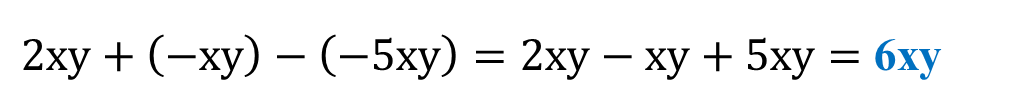 2xy + (−xy) − (−5xy) = 2xy − xy + 5xy = 6xy